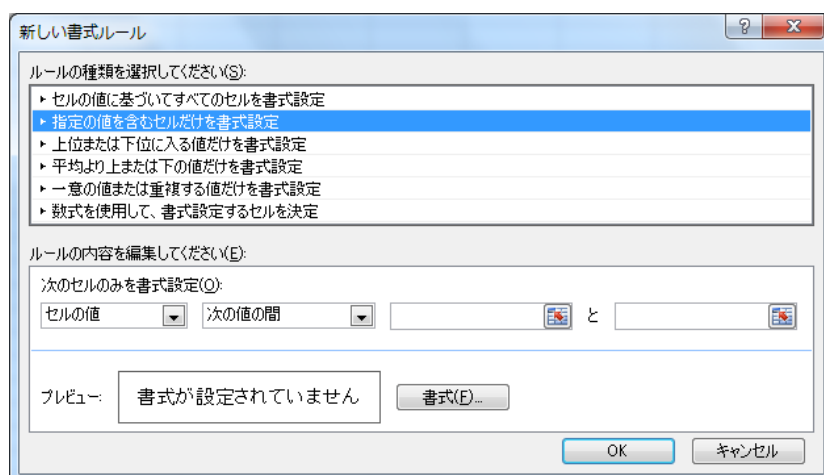 新しい書式ルール
ルールの種類を選択してください(S):
► セルの値に基づいてすべてのセルを書式設定
► 指定の値を含むセルだけを書式設定
► 上位または下位に入る値だけを書式設定
► 平均より上または下の値だけを書式設定
► 一意の値または重複する値だけを書式設定
► 数式を使用して、書式設定するセルを決定
ルールの内容を編集してください(E):
次のセルのみを書式設定(O):
セルの値 次の値の間 と
プレビュー: 書式が設定されていません 書式(F)...
OK キャンセル